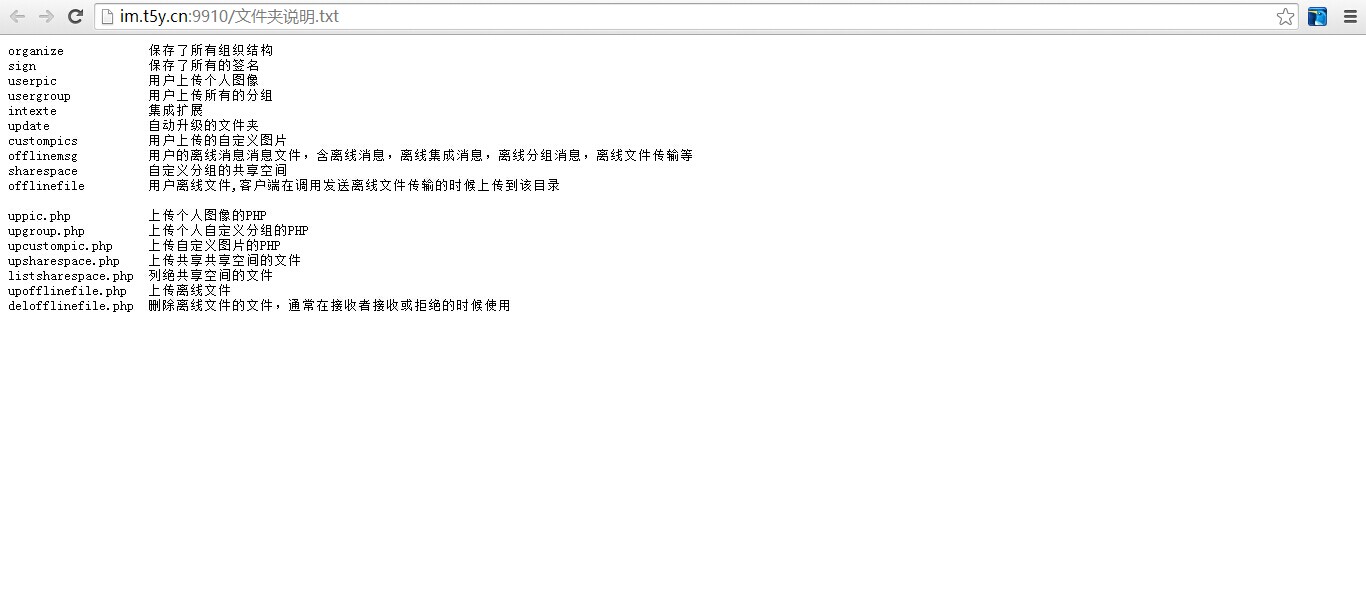 im.t5y.cn:9910/文件夹说明.txt
organize 保存了所有组织结构
sign 保存了所有的签名
userpic 用户上传个人图像
usergroup 用户上传所有的分组
intexte 集成扩展
update 自动升级的文件夹
custompics 用户上传的自定义图片
offlinemsg 用户的离线消息消息文件，含离线消息，离线集成消息，离线分组消息，离线文件传输等
sharespace 自定义分组的共享空间
offlinefile 用户离线文件,客户端在调用发送离线文件传输的时候上传到该目录
uppic.php 上传个人图像的PHP
upgroup.php 上传个人自定义分组的PHP
upcustompic.php 上传自定义图片的PHP
upsharespace.php 上传共享共享空间的文件
listsharespace.php 列绝共享空间的文件
upofflinefile.php 上传离线文件
delofflinefile.php 删除离线文件的文件，通常在接收者接收或拒绝的时候使用